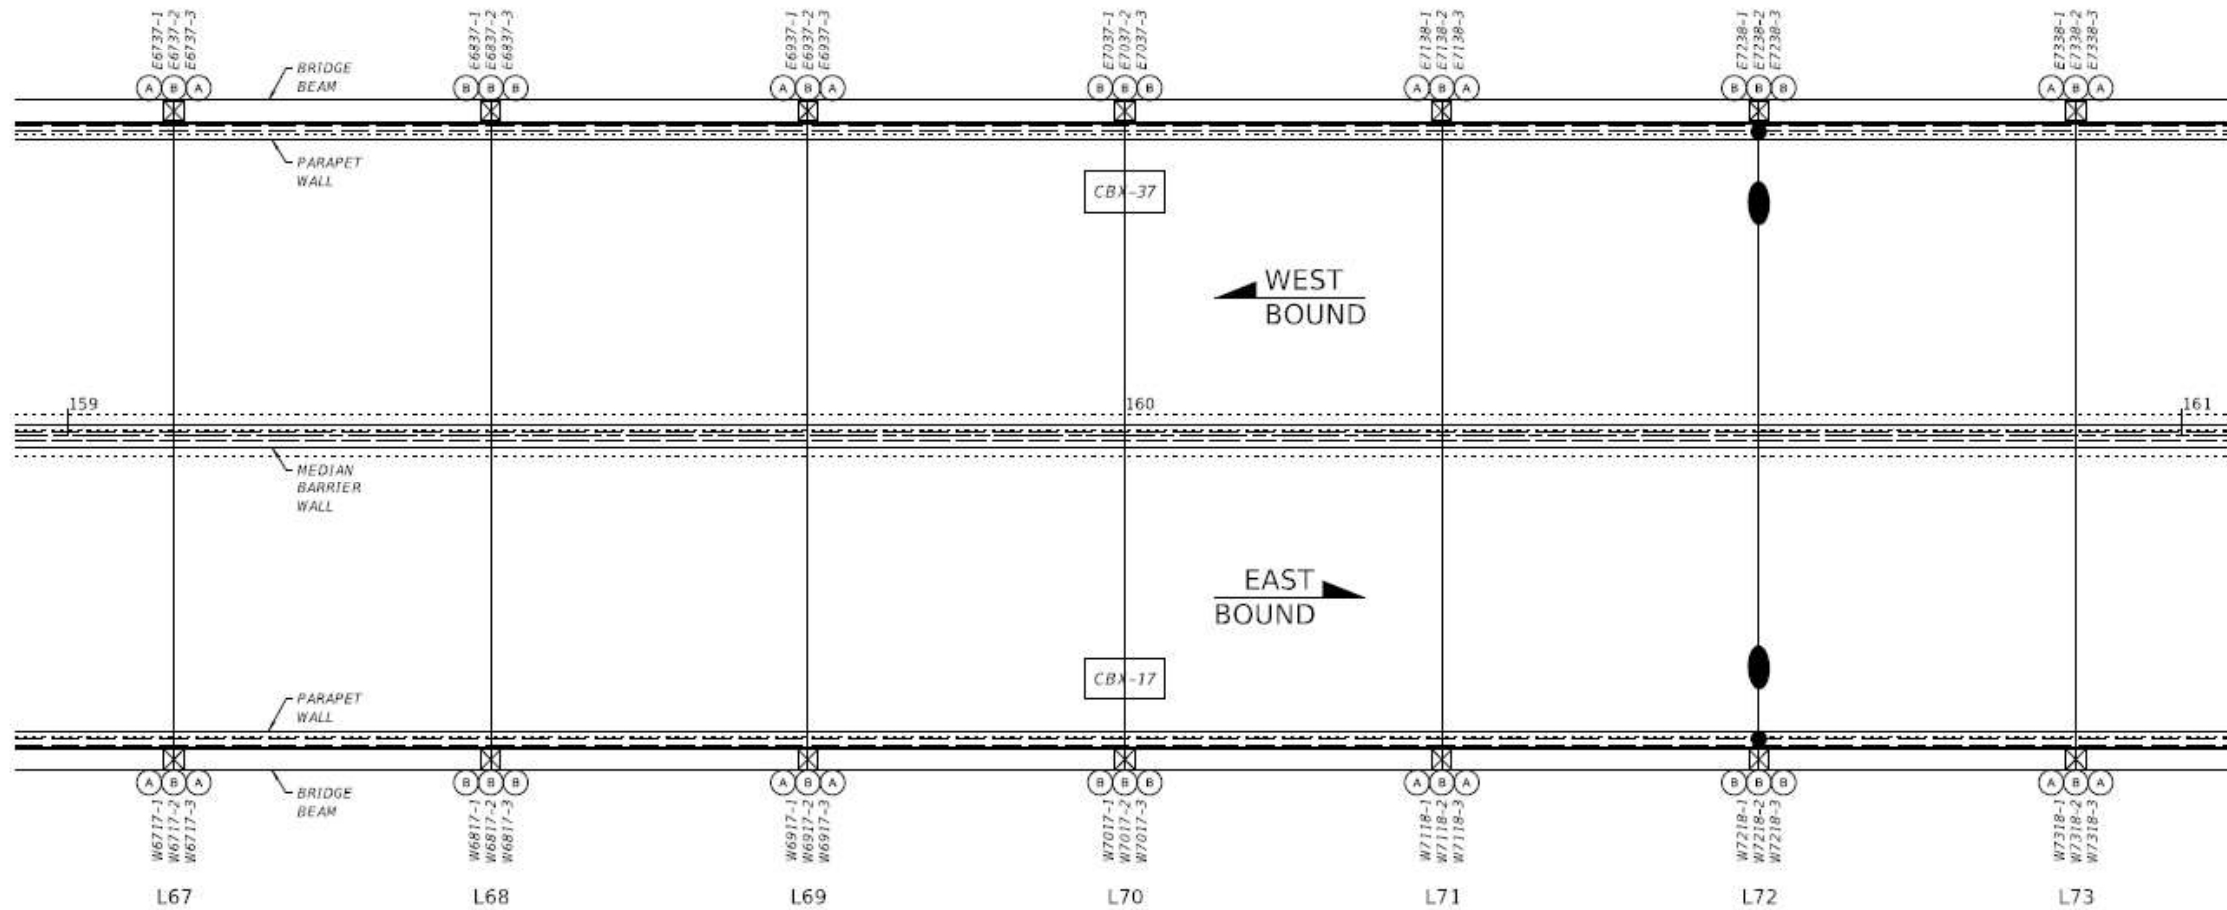 E6737-1
E6737-2
E6737-3
E6837-1
E6837-2
E6837-3
E6937-1
E6937-2
E6937-3
E7037-1
E7037-2
E7037-3
E7138-1
E7138-2
E7138-3
E7238-1
E7238-2
E7238-3
E7338-1
E7338-2
E7338-3
A B A
B B B
A B A
B B B
A B A
B B B
A B A
BRIDGE
BEAM
PARAPET
WALL
CBX-37
WEST
BOUND
159
160
161
MEDIAN
BARRIER
WALL
EAST
BOUND
CBX-17
PARAPET
WALL
BRIDGE
BEAM
A B A
B B B
A B A
B B B
A B A
B B B
A B A
W6717-1
W6717-2
W6717-3
W6817-1
W6817-2
W6817-3
W6917-1
W6917-2
W6917-3
W7017-1
W7017-2
W7017-3
W7118-1
W7118-2
W7118-3
W7218-1
W7218-2
W7218-3
W7318-1
W7318-2
W7318-3
L67
L68
L69
L70
L71
L72
L73